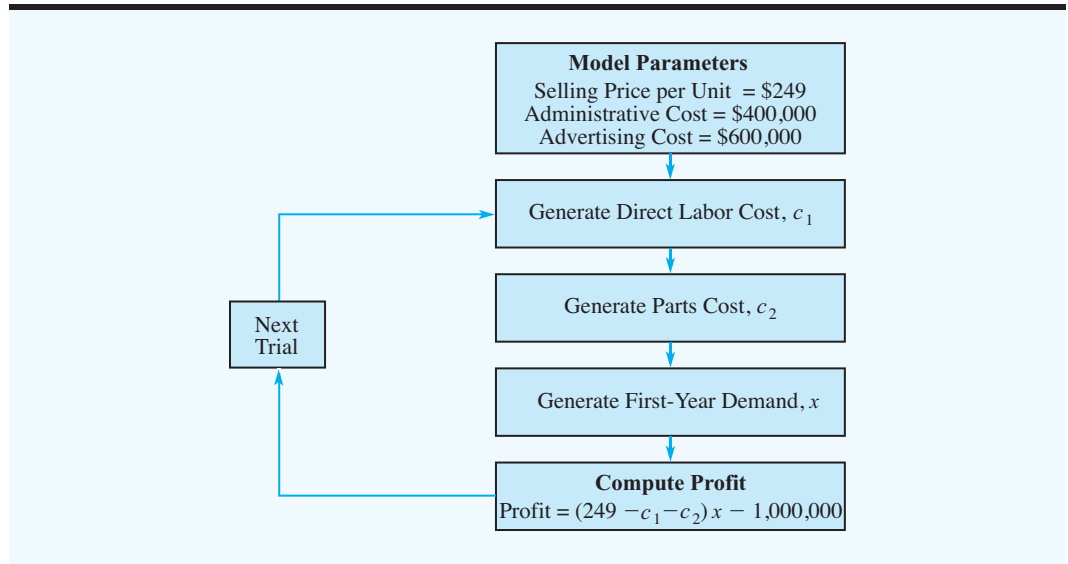 Model Parameters
Selling Price per Unit = $249
Administrative Cost = $400,000
Advertising Cost = $600,000
Generate Direct Labor Cost, c₁
Generate Parts Cost, c₂
Next
Trial
Generate First-Year Demand, x
Compute Profit
Profit = (249 −c₁−c₂) x − 1,000,000